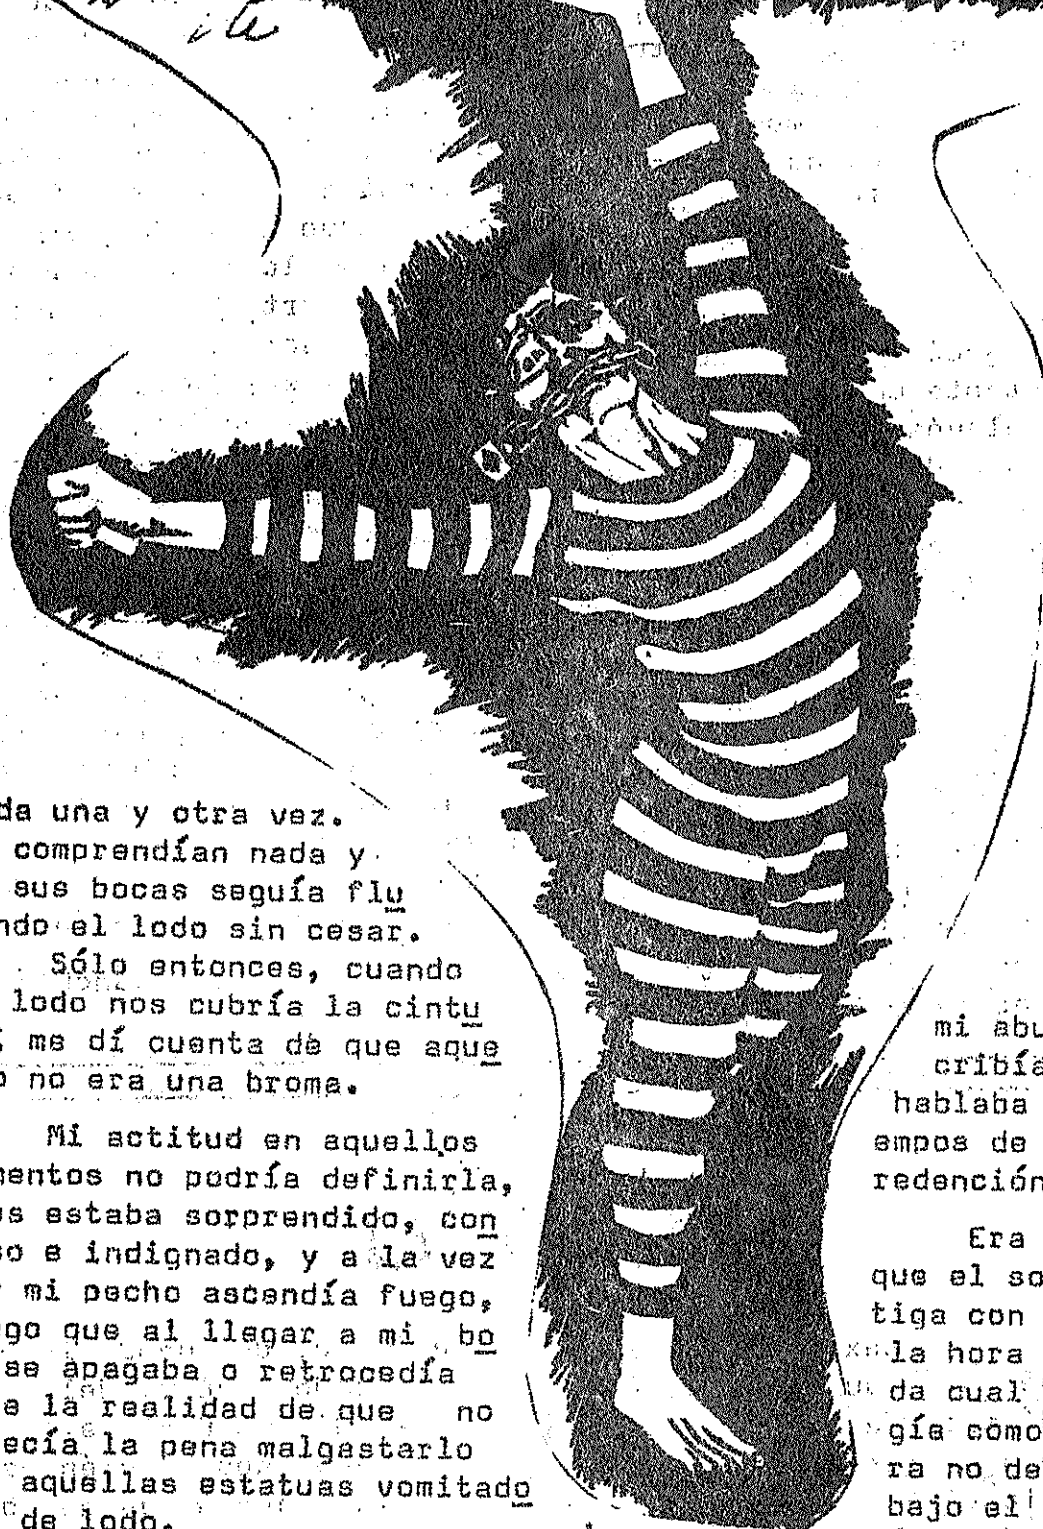 da una y otra vez.
comprendían nada y
sus bocas seguía flu
ndo el lodo sin cesar.
Sólo entonces, cuando
lodo nos cubría la cintu
me dí cuenta de que aque
o no era una broma.
Mi actitud en aquellos
mentos no podría definirla,
es estaba sorprendido, con
so e indignado, y a la vez
mi pecho ascendía fuego,
go que al llegar a mi bo
se apagaba o retrocedía
e la realidad de que no
ecía la pena malgastarlo
aquellas estatuas vomitado
de lodo.
mi abu
cribía
hablaba
empos de
redención
Era
que el so
tiga con
la hora
da cual
gía como
ra no de
bajo el